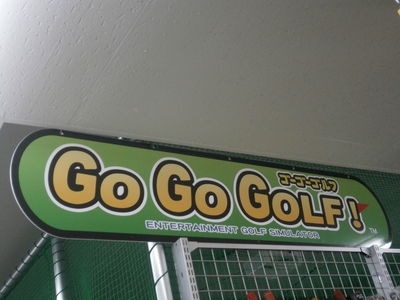 ゴーゴーゴルフ
Go Go GoLF!
ENTERTAINMENT GOLF SIMULATOR
TM